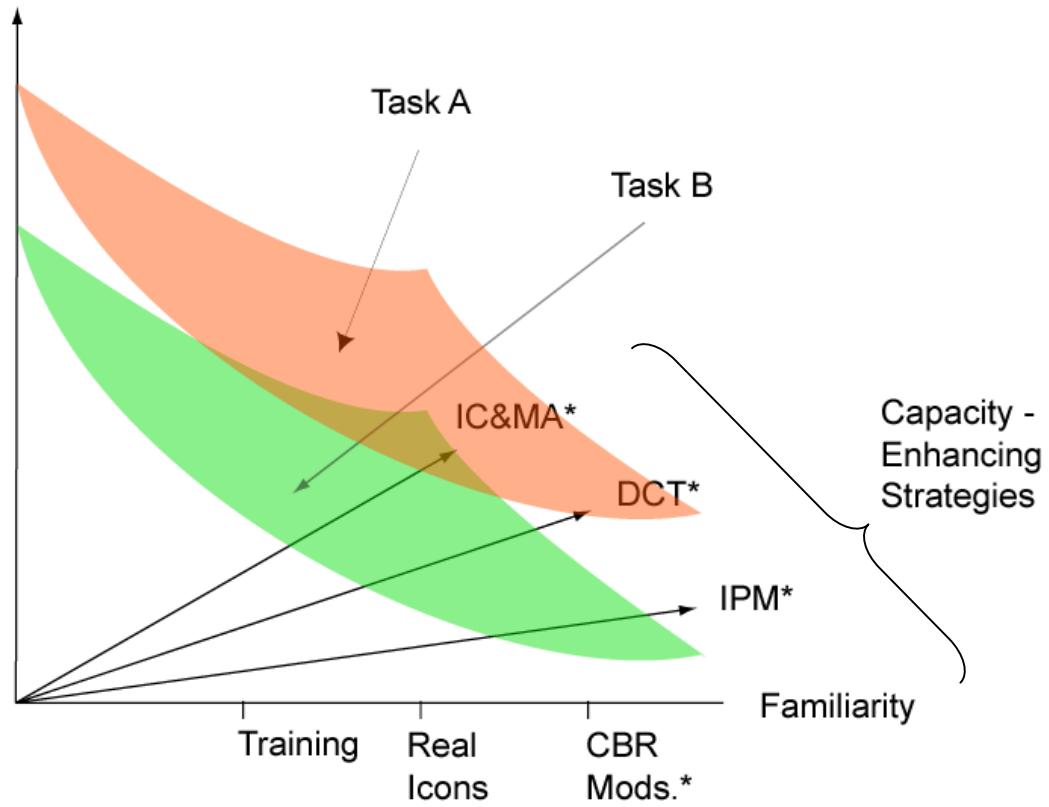 Task A
Task B
IC&MA*
Capacity -
Enhancing
Strategies
DCT*
IPM*
Familiarity
Training
Real
Icons
CBR
Mods.*